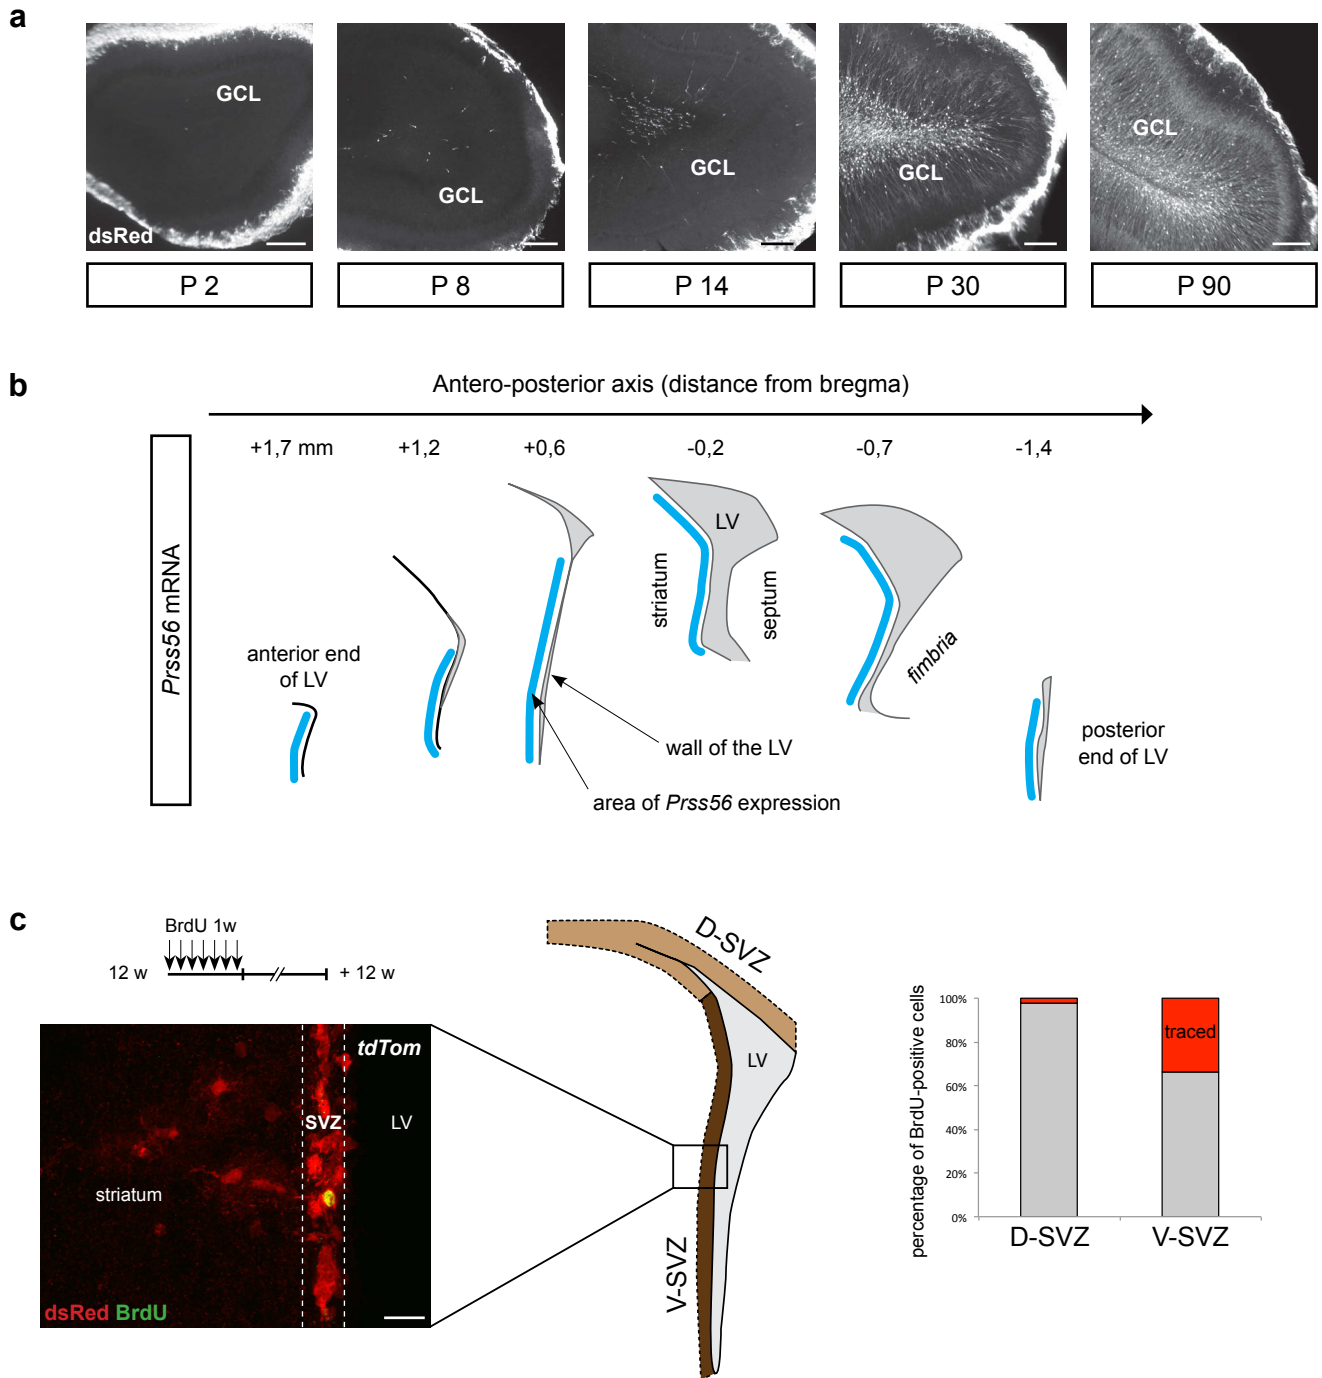 a
GCL
GCL
GCL
GCL
GCL
dsRed
P 2
P 8
P 14
P 30
P 90
b
Antero-posterior axis (distance from bregma)
+1,7 mm
+1,2
+0,6
-0,2
-0,7
-1,4
Prss56 mRNA
LV
striatum
septum
fimbria
anterior end
of LV
wall of the LV
area of Prss56 expression
posterior
end of LV
c
BrdU 1w
12 w
+ 12 w
tdTom
SVZ
LV
striatum
dsRed BrdU
D-SVZ
LV
V-SVZ
percentage of BrdU-positive cells
100%
80%
60%
40%
20%
0%
traced
D-SVZ
V-SVZ